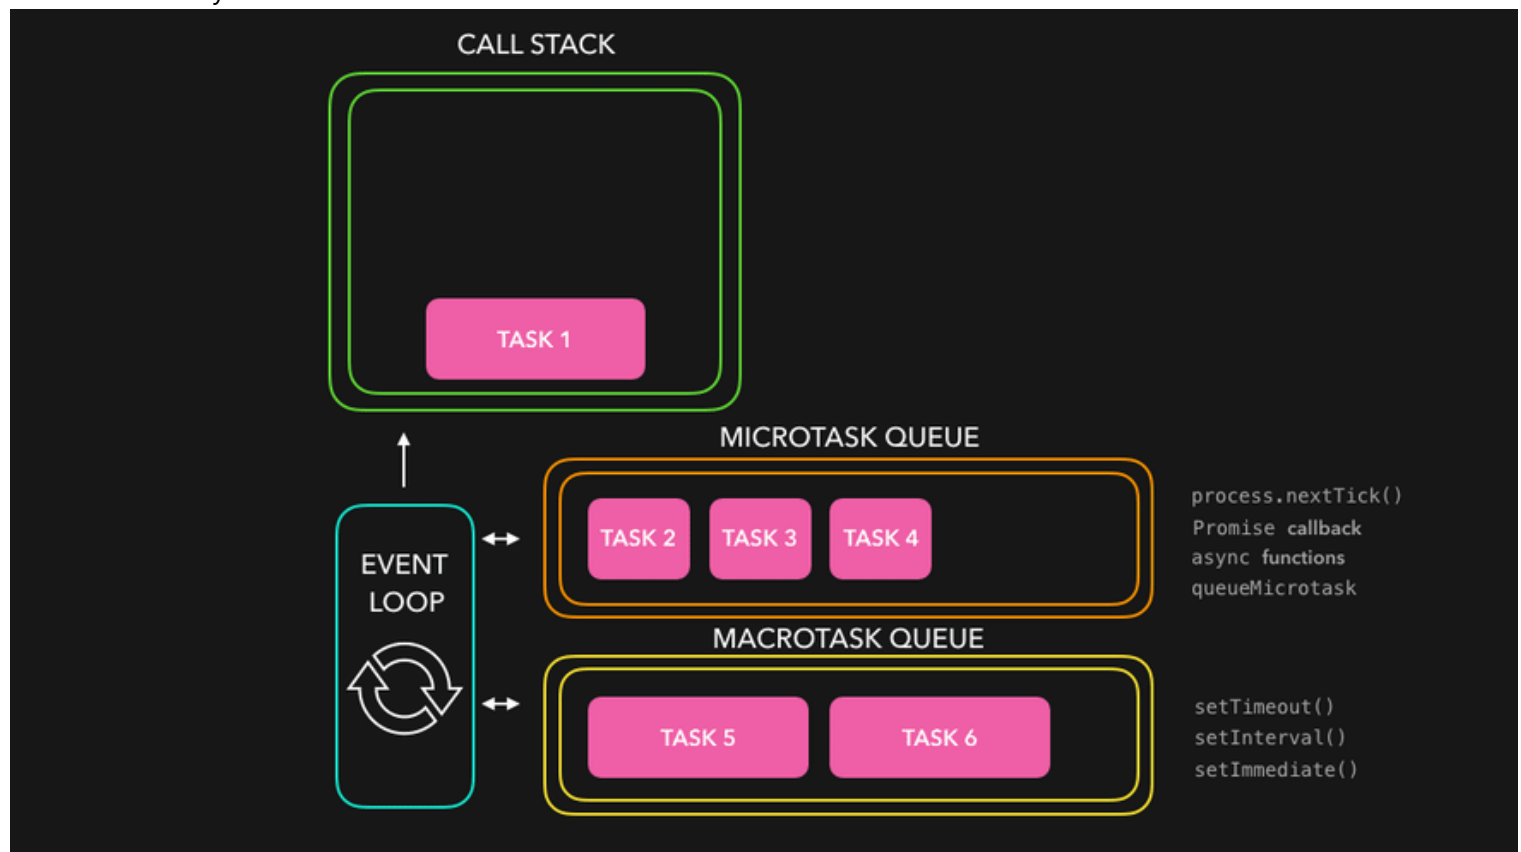 CALL STACK
TASK 1
MICROTASK QUEUE
TASK 2 TASK 3 TASK 4
process.nextTick()
Promise callback
async functions
queueMicrotask
EVENT
LOOP
MACROTASK QUEUE
TASK 5 TASK 6
setTimeout()
setInterval()
setImmediate()